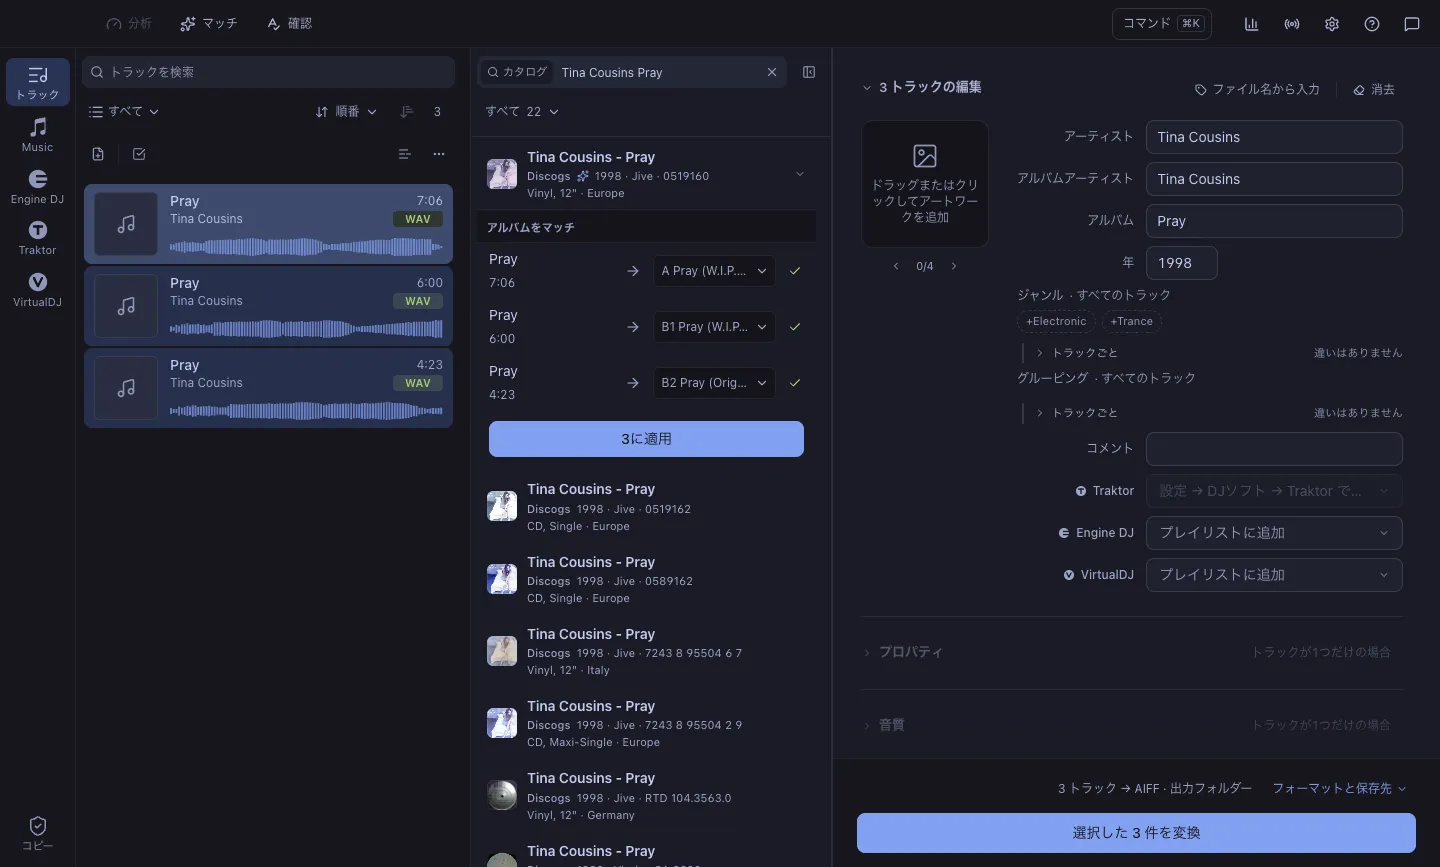 分析
マッチ
確認
コマンド ⌘K
トラック
Music
Engine DJ
Traktor
VirtualDJ
コピー
トラックを検索
すべて
順番
3
Pray 7:06
Tina Cousins WAV
Pray 6:00
Tina Cousins WAV
Pray 4:23
Tina Cousins WAV
カタログ Tina Cousins Pray
すべて 22
Tina Cousins - Pray
Discogs 1998 · Jive · 0519160
Vinyl, 12" · Europe
アルバムをマッチ
Pray
7:06
→ A Pray (W.I.P....
Pray
6:00
→ B1 Pray (W.I.P...
Pray
4:23
→ B2 Pray (Orig...
3に適用
Tina Cousins - Pray
Discogs 1998 · Jive · 0519162
CD, Single · Europe
Tina Cousins - Pray
Discogs 1998 · Jive · 0589162
CD, Single · Europe
Tina Cousins - Pray
Discogs 1998 · Jive · 7243 8 95504 6 7
Vinyl, 12" · Italy
Tina Cousins - Pray
Discogs 1998 · Jive · 7243 8 95504 2 9
CD, Maxi-Single · Europe
Tina Cousins - Pray
Discogs 1998 · Jive · RTD 104.3563.0
Vinyl, 12" · Germany
Tina Cousins - Pray
3 トラックの編集
ファイル名から入力
消去
ドラッグまたはクリ
ックしてアートワー
クを追加
0/4
アーティスト Tina Cousins
アルバムアーティスト Tina Cousins
アルバム Pray
年 1998
ジャンル · すべてのトラック
+Electronic +Trance
トラックごと 違いはありません
グルーピング · すべてのトラック
トラックごと 違いはありません
コメント
Traktor 設定 → DJソフト → Traktor で...
Engine DJ プレイリストに追加
VirtualDJ プレイリストに追加
プロパティ トラックが1つだけの場合
音質 トラックが1つだけの場合
3 トラック → AIFF · 出力フォルダー フォーマットと保存先
選択した 3 件を変換